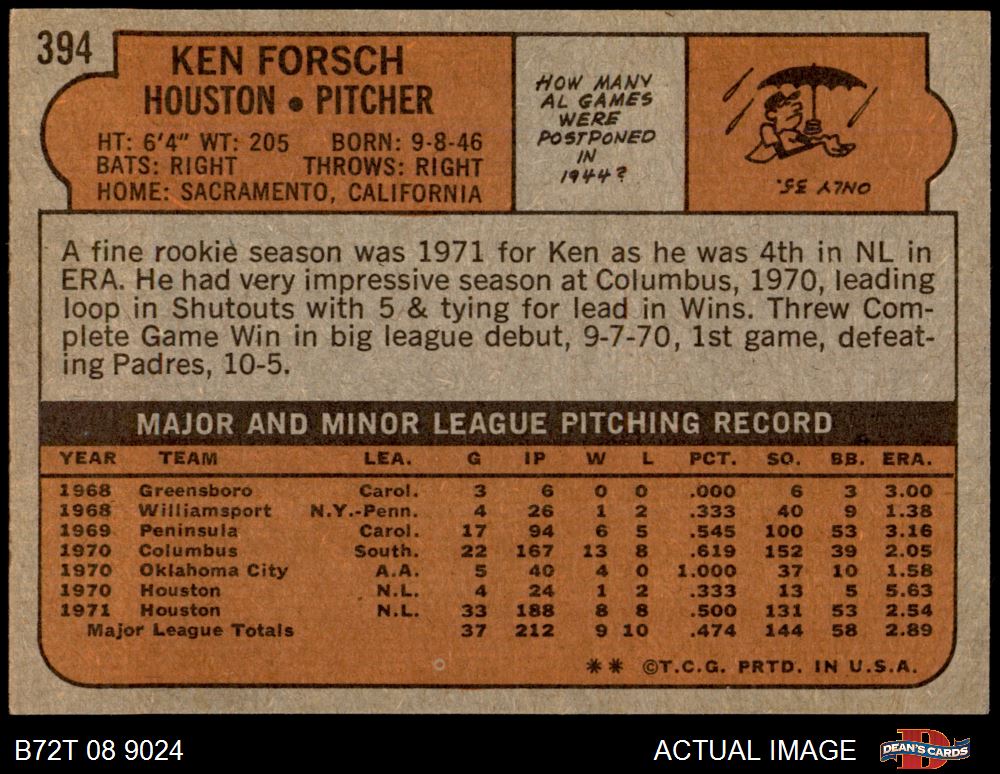 394
KEN FORSCH
HOUSTON • PITCHER
HT: 6'4" WT: 205 BORN: 9-8-46
BATS: RIGHT THROWS: RIGHT
HOME: SACRAMENTO, CALIFORNIA
HOW MANY
AL GAMES
WERE
POSTPONED
IN
1944?
ONLY 35.
A fine rookie season was 1971 for Ken as he was 4th in NL in
ERA. He had very impressive season at Columbus, 1970, leading
loop in Shutouts with 5 & tying for lead in Wins. Threw Com-
plete Game Win in big league debut, 9-7-70, 1st game, defeat-
ing Padres, 10-5.
MAJOR AND MINOR LEAGUE PITCHING RECORD
YEAR TEAM LEA. G IP W L PCT. SO. BB. ERA.
1968 Greensboro Carol. 3 6 0 0 .000 6 3 3.00
1968 Williamsport N.Y.-Penn. 4 26 1 2 .333 40 9 1.38
1969 Peninsula Carol. 17 94 6 5 .545 100 53 3.16
1970 Columbus South. 22 167 13 8 .619 152 39 2.05
1970 Oklahoma City A.A. 5 40 4 0 1.000 37 10 1.58
1970 Houston N.L. 4 24 1 2 .333 13 5 5.63
1971 Houston N.L. 33 188 8 8 .500 131 53 2.54
Major League Totals 37 212 9 10 .474 144 58 2.89
** ©T.C.G. PRTD. IN U.S.A.
B72T 08 9024
ACTUAL IMAGE
D
DEAN'S CARDS